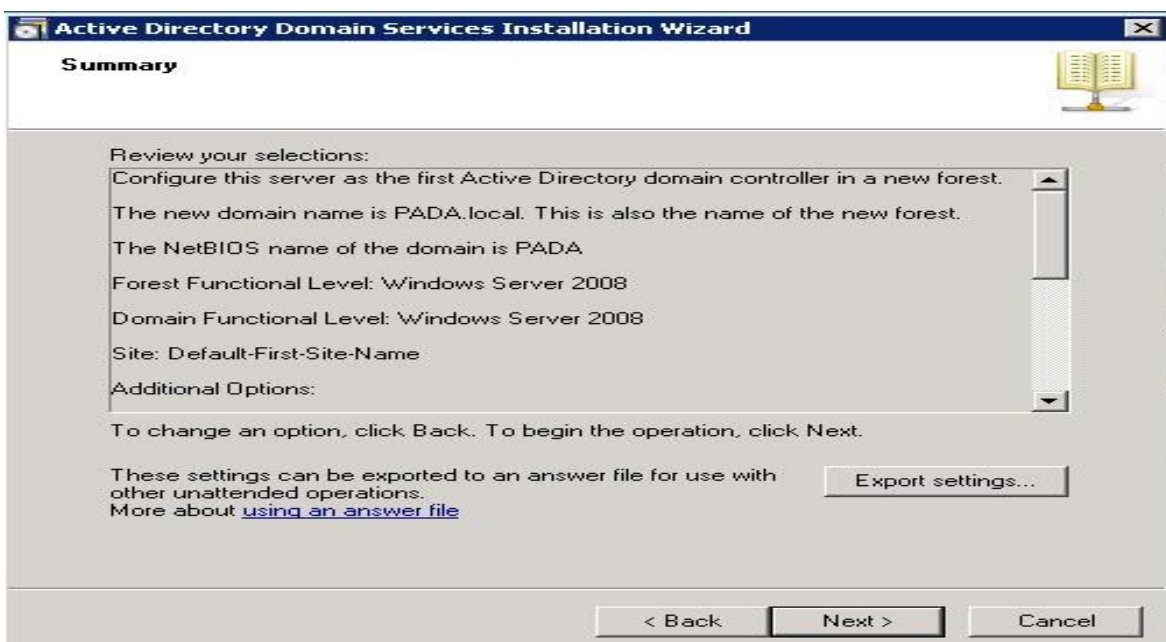 Active Directory Domain Services Installation Wizard
Summary
Review your selections:
Configure this server as the first Active Directory domain controller in a new forest.
The new domain name is PADA.local. This is also the name of the new forest.
The NetBIOS name of the domain is PADA
Forest Functional Level: Windows Server 2008
Domain Functional Level: Windows Server 2008
Site: Default-First-Site-Name
Additional Options:
To change an option, click Back. To begin the operation, click Next.
These settings can be exported to an answer file for use with
other unattended operations.
More about using an answer file
Export settings...
< Back
Next >
Cancel